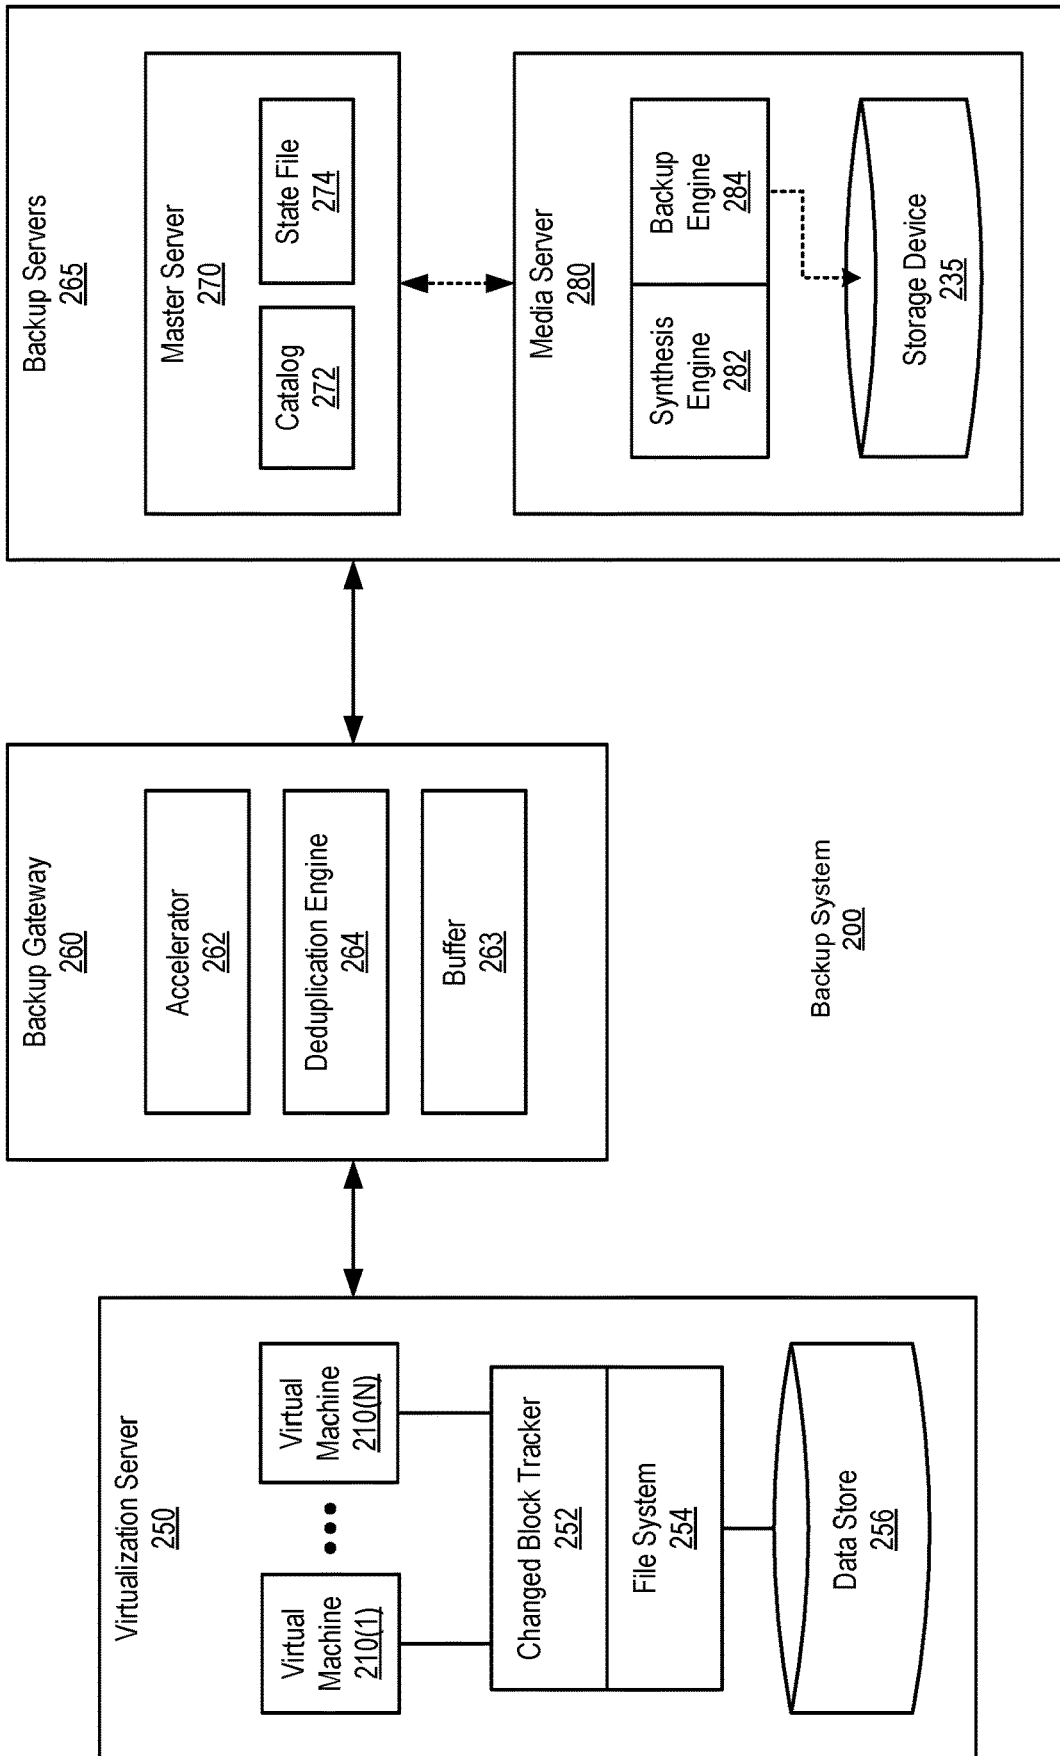 Virtualization Server
250
Virtual
Machine
210(1)
Virtual
Machine
210(N)
Changed Block Tracker
252
File System
254
Data Store
256
Backup Gateway
260
Accelerator
262
Deduplication Engine
264
Buffer
263
Backup System
200
Backup Servers
265
Master Server
270
Catalog
272
State File
274
Media Server
280
Synthesis
Engine
282
Backup
Engine
284
Storage Device
235